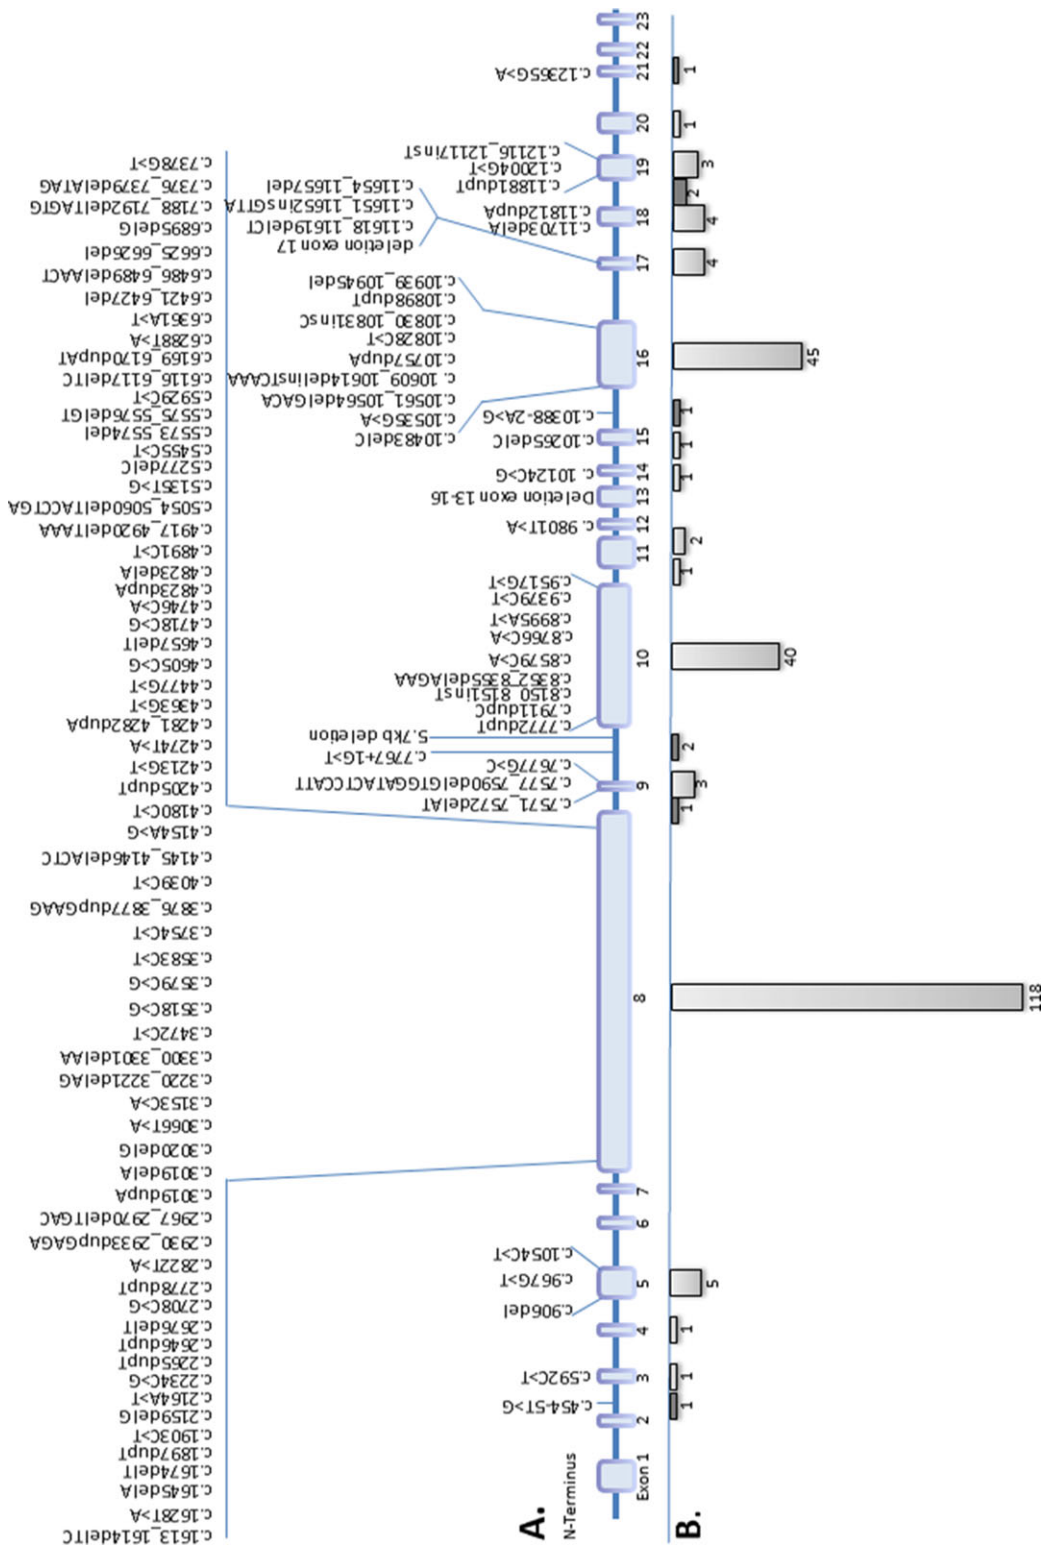 c.1613_1614delTC
c.1628T>A
c.1645delA
c.1674delT
c.1897dupT
c.1903C>T
c.2159delG
c.2164A>T
c.2234C>G
c.2265dupT
c.2646dupT
c.2676delT
c.2708C>G
c.2778dupT
c.2822T>A
c.2930_2933dupGAGA
c.2967_2970delTGAC
c.3019dupA
c.3019delA
c.3020delG
c.3066T>A
c.3153C>A
c.3220_3221delAG
c.3300_3301delAA
c.3472C>T
c.3518C>G
c.3579C>G
c.3583C>T
c.3754C>T
c.3876_3877dupGAAG
c.4039C>T
c.4145_4146delACTC
c.4154A>G
c.4180C>T
c.4205dupT
c.4213G>T
c.4274T>A
c.4281_4282dupA
c.4363G>T
c.4477G>T
c.4605C>G
c.4657delT
c.4718C>G
c.4746C>A
c.4823dupA
c.4823delA
c.4891C>T
c.4917_4920delTAAA
c.5054_5060delTACCTGA
c.5135T>G
c.5277delC
c.5455C>T
c.5573_5574del
c.5575_5576delGT
c.5929C>T
c.6116_6117delTC
c.6169_6170dupAT
c.6288T>A
c.6361A>T
c.6421_6427del
c.6486_6489delAACT
c.6625_6626del
c.6895delG
c.7188_7192delTAGTG
c.7376_7379delATAG
c.7378G>T
A.
N-Terminus
c.454-5T>G
c.592C>T
c.906del
c.967G>T
c.1054C>T
c.7571_7572delAT
c.7577_7590delGTGGATACTCCATT
c.7677G>C
c.7767+1G>T
5.7kb deletion
c.7772dupT
c.7911dupC
c.8150_8151insT
c.8352_8355delAGAA
c.8579C>A
c.8766C>A
c.8995A>T
c.9379C>T
c.9517G>T
c. 9801T>A
Deletion exon 13-16
c. 10124C>G
c.10265delC
c.10388-2A>G
c.10483delC
c.10535G>A
c.10561_10564delGACA
c. 10609_10614delinsTCAAA
c.10757dupA
c.10828C>T
c.10830_10831insC
c.10898dupT
c.10939_10945del
deletion exon 17
c.11618_11619delCT
c.11651_11652insGTTA
c.11654_11657del
c.11703delA
c.11812dupA
c.11881dupT
c.12004G>T
c.12116_12117insT
c.12365G>A
Exon 1 2 3 4 5 6 7 8 9 10 11 12 13 14 15 16 17 18 19 20 21 22 23
B.
1 1 1 5 118 1 3 2 40 1 2 1 1 1 45 4 4 2 3 1 1